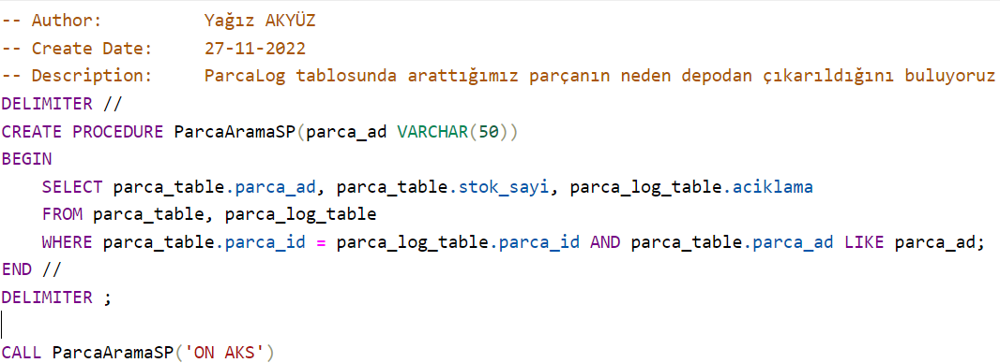 -- Author:          Yağız AKYÜZ
-- Create Date:     27-11-2022
-- Description:     ParcaLog tablosunda arattığımız parçanın neden depodan çıkarıldığını buluyoruz
DELIMITER //
CREATE PROCEDURE ParcaAramaSP(parca_ad VARCHAR(50))
BEGIN
    SELECT parca_table.parca_ad, parca_table.stok_sayi, parca_log_table.aciklama
    FROM parca_table, parca_log_table
    WHERE parca_table.parca_id = parca_log_table.parca_id AND parca_table.parca_ad LIKE parca_ad;
END //
DELIMITER ;
CALL ParcaAramaSP('ON AKS')